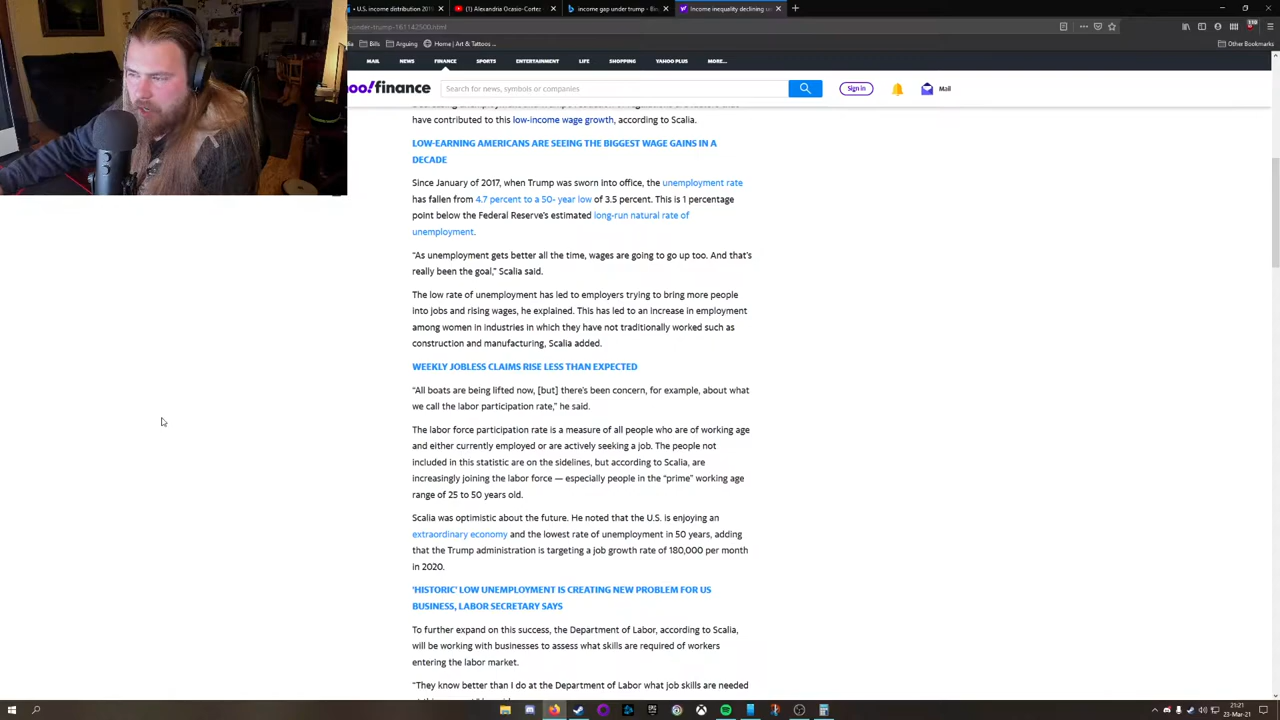 U.S. income distribution 2019
Alexandria Ocasio-Cortez
income gap under trump - Bin
Income inequality declining un
-under-trump-161142500.html
Bills
Arguing
Home | Art & Tattoos ...
Other Bookmarks
MAIL NEWS FINANCE SPORTS ENTERTAINMENT LIFE SHOPPING YAHOO PLUS MORE...
oo!finance
Search for news, symbols or companies
Sign in
Mail
have contributed to this low-income wage growth, according to Scalia.
LOW-EARNING AMERICANS ARE SEEING THE BIGGEST WAGE GAINS IN A
DECADE
Since January of 2017, when Trump was sworn into office, the unemployment rate
has fallen from 4.7 percent to a 50- year low of 3.5 percent. This is 1 percentage
point below the Federal Reserve's estimated long-run natural rate of
unemployment.
“As unemployment gets better all the time, wages are going to go up too. And that's
really been the goal,” Scalia said.
The low rate of unemployment has led to employers trying to bring more people
into jobs and rising wages, he explained. This has led to an increase in employment
among women in industries in which they have not traditionally worked such as
construction and manufacturing, Scalia added.
WEEKLY JOBLESS CLAIMS RISE LESS THAN EXPECTED
“All boats are being lifted now, [but] there's been concern, for example, about what
we call the labor participation rate,” he said.
The labor force participation rate is a measure of all people who are of working age
and either currently employed or are actively seeking a job. The people not
included in this statistic are on the sidelines, but according to Scalia, are
increasingly joining the labor force — especially people in the “prime” working age
range of 25 to 50 years old.
Scalia was optimistic about the future. He noted that the U.S. is enjoying an
extraordinary economy and the lowest rate of unemployment in 50 years, adding
that the Trump administration is targeting a job growth rate of 180,000 per month
in 2020.
'HISTORIC' LOW UNEMPLOYMENT IS CREATING NEW PROBLEM FOR US
BUSINESS, LABOR SECRETARY SAYS
To further expand on this success, the Department of Labor, according to Scalia,
will be working with businesses to assess what skills are required of workers
entering the labor market.
“They know better than I do at the Department of Labor what job skills are needed
21:21
23-Mar-21